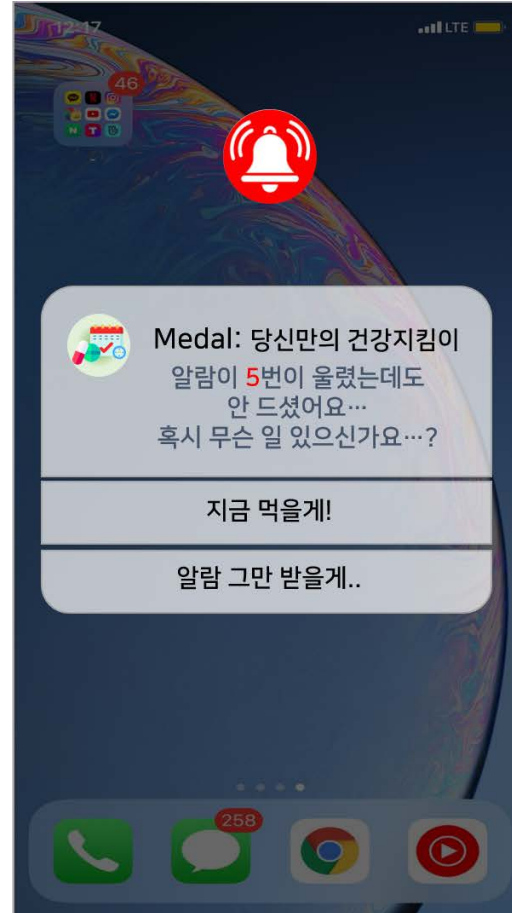 12:17
LTE
46
Medal: 당신만의 건강지킴이
알람이 5번이 울렸는데도
안 드셨어요…
혹시 무슨 일 있으신가요…?
지금 먹을게!
알람 그만 받을게..
258